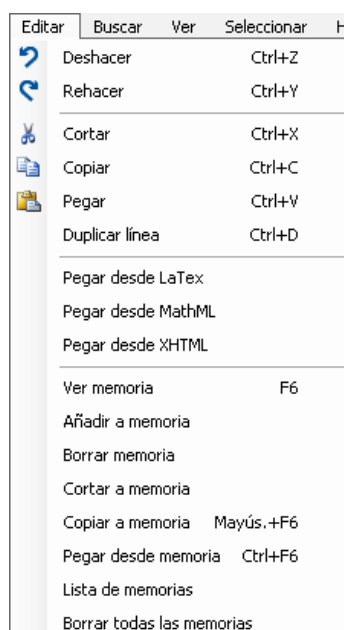 Editar Buscar Ver Seleccionar H
Deshacer Ctrl+Z
Rehacer Ctrl+Y
Cortar Ctrl+X
Copiar Ctrl+C
Pegar Ctrl+V
Duplicar línea Ctrl+D
Pegar desde LaTex
Pegar desde MathML
Pegar desde XHTML
Ver memoria F6
Añadir a memoria
Borrar memoria
Cortar a memoria
Copiar a memoria Mayús.+F6
Pegar desde memoria Ctrl+F6
Lista de memorias
Borrar todas las memorias